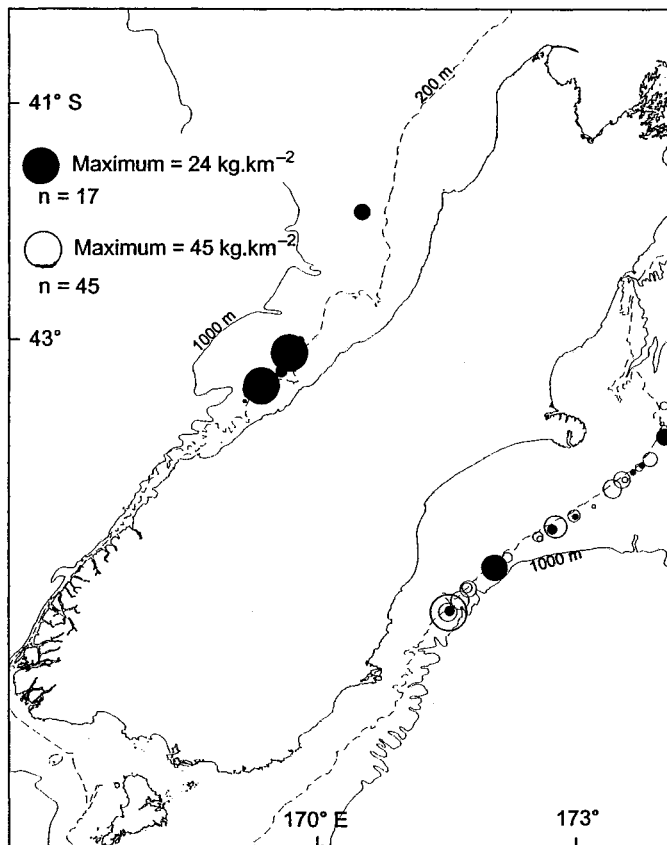 200 m
41° S
Maximum = 24 kg.km⁻²
n = 17
Maximum = 45 kg.km⁻²
n = 45
1000 m
43°
1000 m
170° E
173°